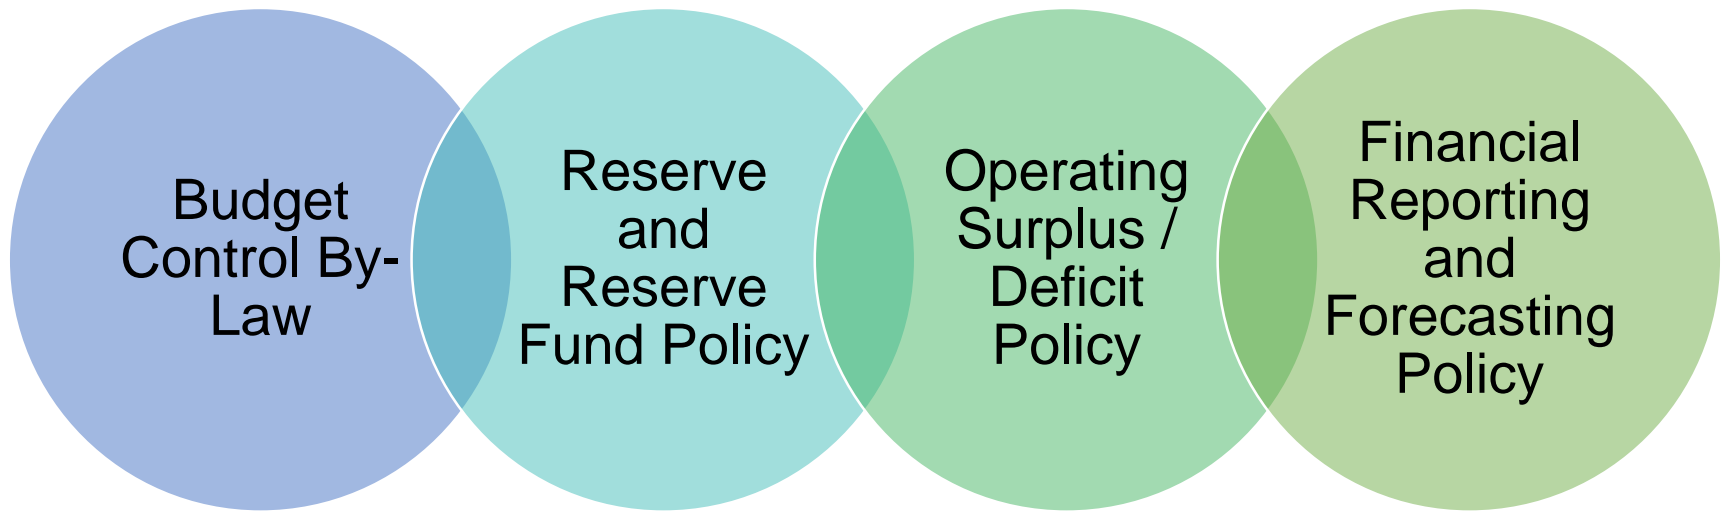 Budget
Control By-
Law
Reserve
and
Reserve
Fund Policy
Operating
Surplus /
Deficit
Policy
Financial
Reporting
and
Forecasting
Policy